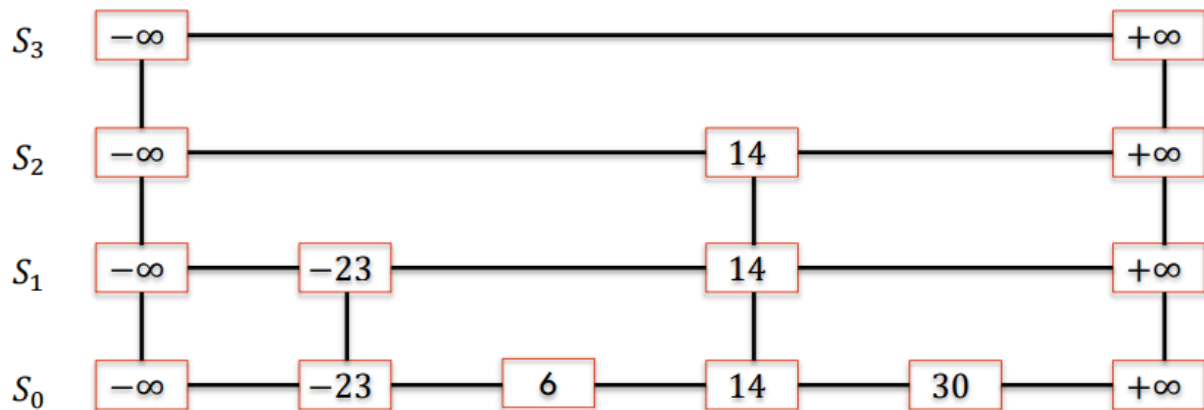 S₃ −∞ +∞
S₂ −∞ 14 +∞
S₁ −∞ −23 14 +∞
S₀ −∞ −23 6 14 30 +∞